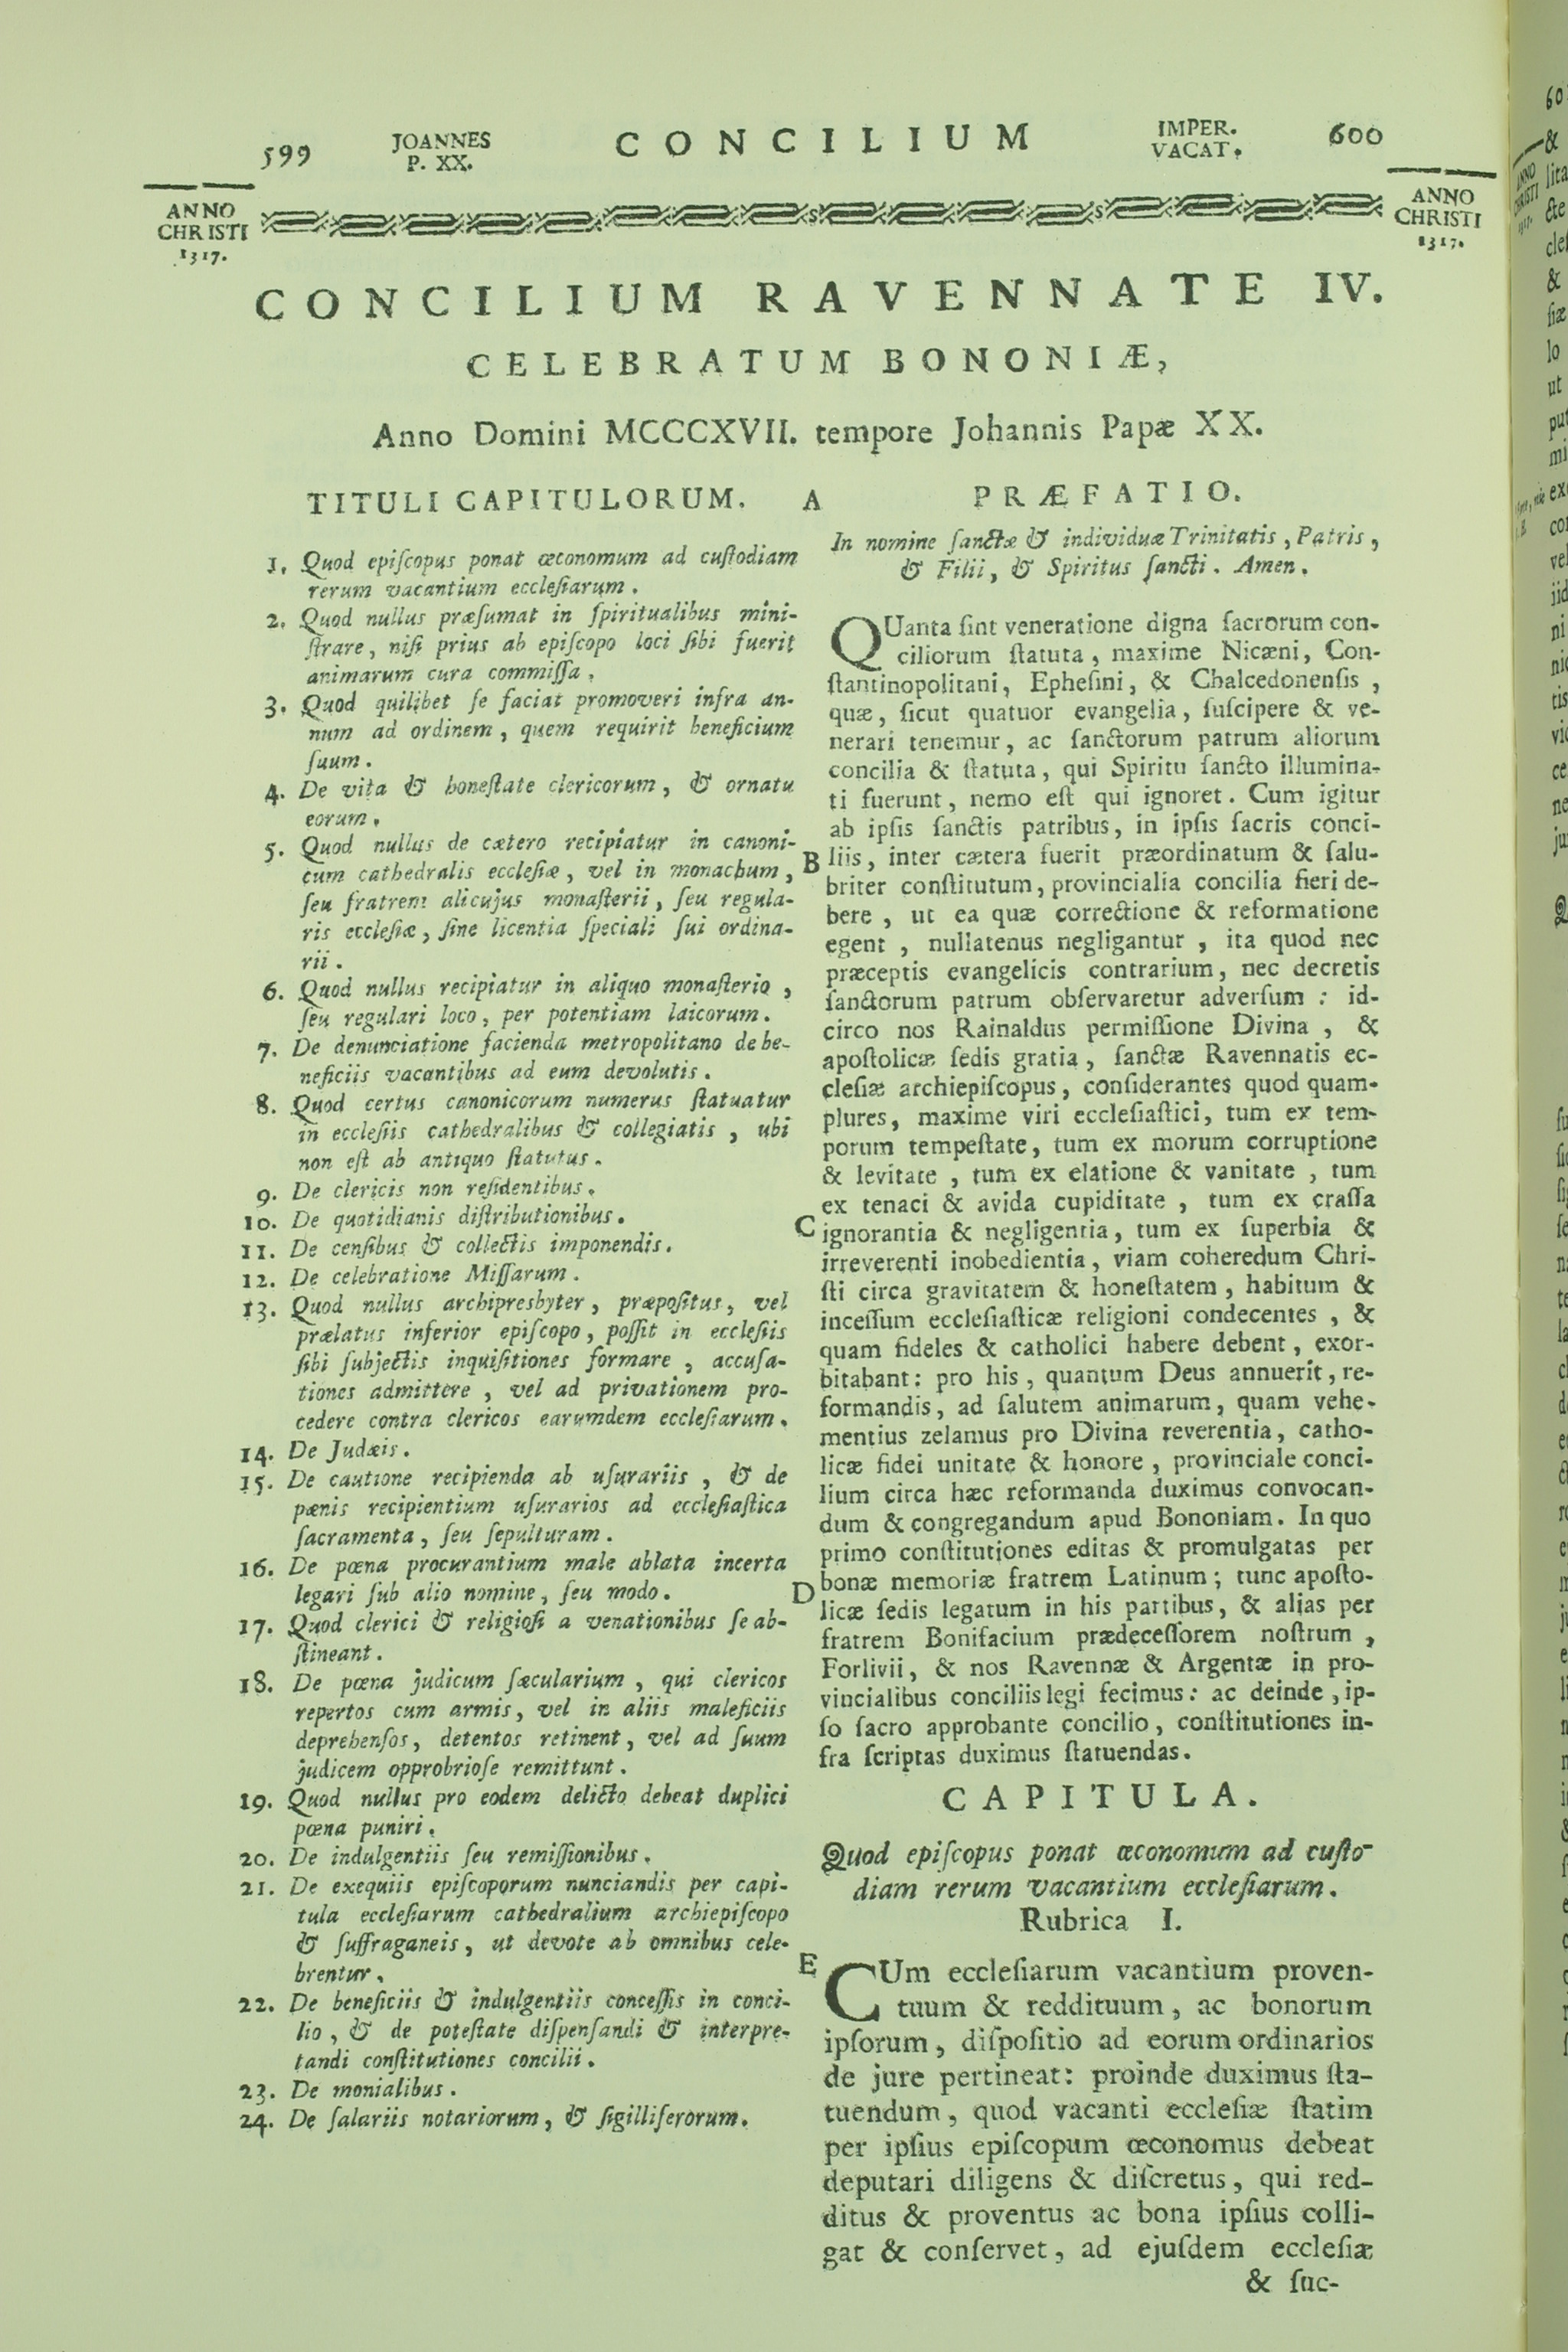 599
JOANNES
P. XX.
CONCILIUM
IMPER.
VACAT.
600
ANNO
CHRISTI
1317.
ANNO
CHRISTI
1317.
CONCILIUM RAVENNATE IV.
CELEBRATUM BONONIÆ,
Anno Domini MCCCXVII. tempore Johannis Papæ XX.
TITULI CAPITULORUM.
1. Quod epiſcopus ponat œconomum ad cuſtodiam
rerum vacantium eccleſiarum.
2. Quod nullus præſumat in ſpiritualibus mini-
ſtrare, niſi prius ab epiſcopo loci ſibi fuerit
animarum cura commiſſa.
3. Quod quilibet ſe faciat promoveri infra an-
num ad ordinem, quem requirit beneficium
ſuum.
4. De vita & honeſtate clericorum, & ornatu
eorum.
5. Quod nullus de cætero recipiatur in canoni-
cum cathedralis eccleſiæ, vel in monachum,
ſeu fratrem alicujus monaſterii, ſeu regula-
ris eccleſiæ, ſine licentia ſpeciali ſui ordina-
rii.
6. Quod nullus recipiatur in aliquo monaſterio,
ſeu regulari loco, per potentiam laicorum.
7. De denunciatione facienda metropolitano de be-
neficiis vacantibus ad eum devolutis.
8. Quod certus canonicorum numerus ſtatuatur
in eccleſiis cathedralibus & collegiatis, ubi
non eſt ab antiquo ſtatutus.
9. De clericis non reſidentibus.
10. De quotidianis diſtributionibus.
11. De cenſibus & collectis imponendis.
12. De celebratione Miſſarum.
13. Quod nullus archipresbyter, præpoſitus, vel
prælatus inferior epiſcopo, poſſit in eccleſiis
ſibi ſubjectis inquiſitiones formare, accuſa-
tiones admittere, vel ad privationem pro-
cedere contra clericos earumdem eccleſiarum.
14. De Judæis.
15. De cautione recipienda ab uſurariis, & de
pænis recipientium uſurarios ad eccleſiaſtica
ſacramenta, ſeu ſepulturam.
16. De pœna procurantium male ablata incerta
legari ſub alio nomine, ſeu modo.
17. Quod clerici & religioſi a venationibus ſe ab-
ſtineant.
18. De pœna judicum ſæcularium, qui clericos
repertos cum armis, vel in aliis maleficiis
deprehenſos, detentos retinent, vel ad ſuum
judicem opprobrioſe remittunt.
19. Quod nullus pro eodem delicto debeat duplici
pœna puniri.
20. De indulgentiis ſeu remiſſionibus.
21. De exequiis epiſcoporum nunciandis per capi-
tula eccleſiarum cathedralium archiepiſcopo
& ſuffraganeis, ut devote ab omnibus cele-
brentur.
22. De beneficiis & indulgentiis conceſſis in conci-
lio, & de poteſtate diſpenſandi & interpre-
tandi conſtitutiones concilii.
23. De monialibus.
24. De ſalariis notariorum, & ſigilliferorum.
A
B
C
D
E
PRÆFATIO.
In nomine ſanctæ & individuæ Trinitatis, Patris,
& Filii, & Spiritus ſancti. Amen.
QUanta ſint veneratione digna ſacrorum con-
ciliorum ſtatuta, maxime Nicæni, Con-
ſtantinopolitani, Epheſini, & Chalcedonenſis,
quæ, ſicut quatuor evangelia, ſuſcipere & ve-
nerari tenemur, ac ſanctorum patrum aliorum
concilia & ſtatuta, qui Spiritu ſancto illumina-
ti fuerunt, nemo eſt qui ignoret. Cum igitur
ab ipſis ſanctis patribus, in ipſis ſacris conci-
liis, inter cætera fuerit præordinatum & ſalu-
briter conſtitutum, provincialia concilia fieri de-
bere, ut ea quæ correctione & reformatione
egent, nullatenus negligantur, ita quod nec
præceptis evangelicis contrarium, nec decretis
ſanctorum patrum obſervaretur adverſum: id-
circo nos Rainaldus permiſſione Divina, &
apoſtolicæ ſedis gratia, ſanctæ Ravennatis ec-
cleſiæ archiepiſcopus, conſiderantes quod quam-
plures, maxime viri eccleſiaſtici, tum ex tem-
porum tempeſtate, tum ex morum corruptione
& levitate, tum ex elatione & vanitate, tum
ex tenaci & avida cupiditate, tum ex craſſa
ignorantia & negligentia, tum ex ſuperbia &
irreverenti inobedientia, viam coheredum Chri-
ſti circa gravitatem & honeſtatem, habitum &
inceſſum eccleſiaſticæ religioni condecentes, &
quam fideles & catholici habere debent, exor-
bitabant: pro his, quantum Deus annuerit, re-
formandis, ad ſalutem animarum, quam vehe-
mentius zelamus pro Divina reverentia, catho-
licæ fidei unitate & honore, provinciale conci-
lium circa hæc reformanda duximus convocan-
dum & congregandum apud Bononiam. In quo
primo conſtitutiones editas & promulgatas per
bonæ memoriæ fratrem Latinum; tunc apoſto-
licæ ſedis legatum in his partibus, & alias per
fratrem Bonifacium prædeceſſorem noſtrum,
Forlivii, & nos Ravennæ & Argentæ in pro-
vincialibus conciliis legi fecimus: ac deinde, ip-
ſo ſacro approbante concilio, conſtitutiones in-
fra ſcriptas duximus ſtatuendas.
CAPITULA.
Quod epiſcopus ponat œconomum ad cuſto-
diam rerum vacantium eccleſiarum.
Rubrica I.
CUm eccleſiarum vacantium proven-
tuum & reddituum, ac bonorum
ipſorum, diſpoſitio ad eorum ordinarios
de jure pertineat: proinde duximus ſta-
tuendum, quod vacanti eccleſiæ ſtatim
per ipſius epiſcopum œconomus debeat
deputari diligens & diſcretus, qui red-
ditus & proventus ac bona ipſius colli-
gat & conſervet, ad ejuſdem eccleſiæ
& ſuc-